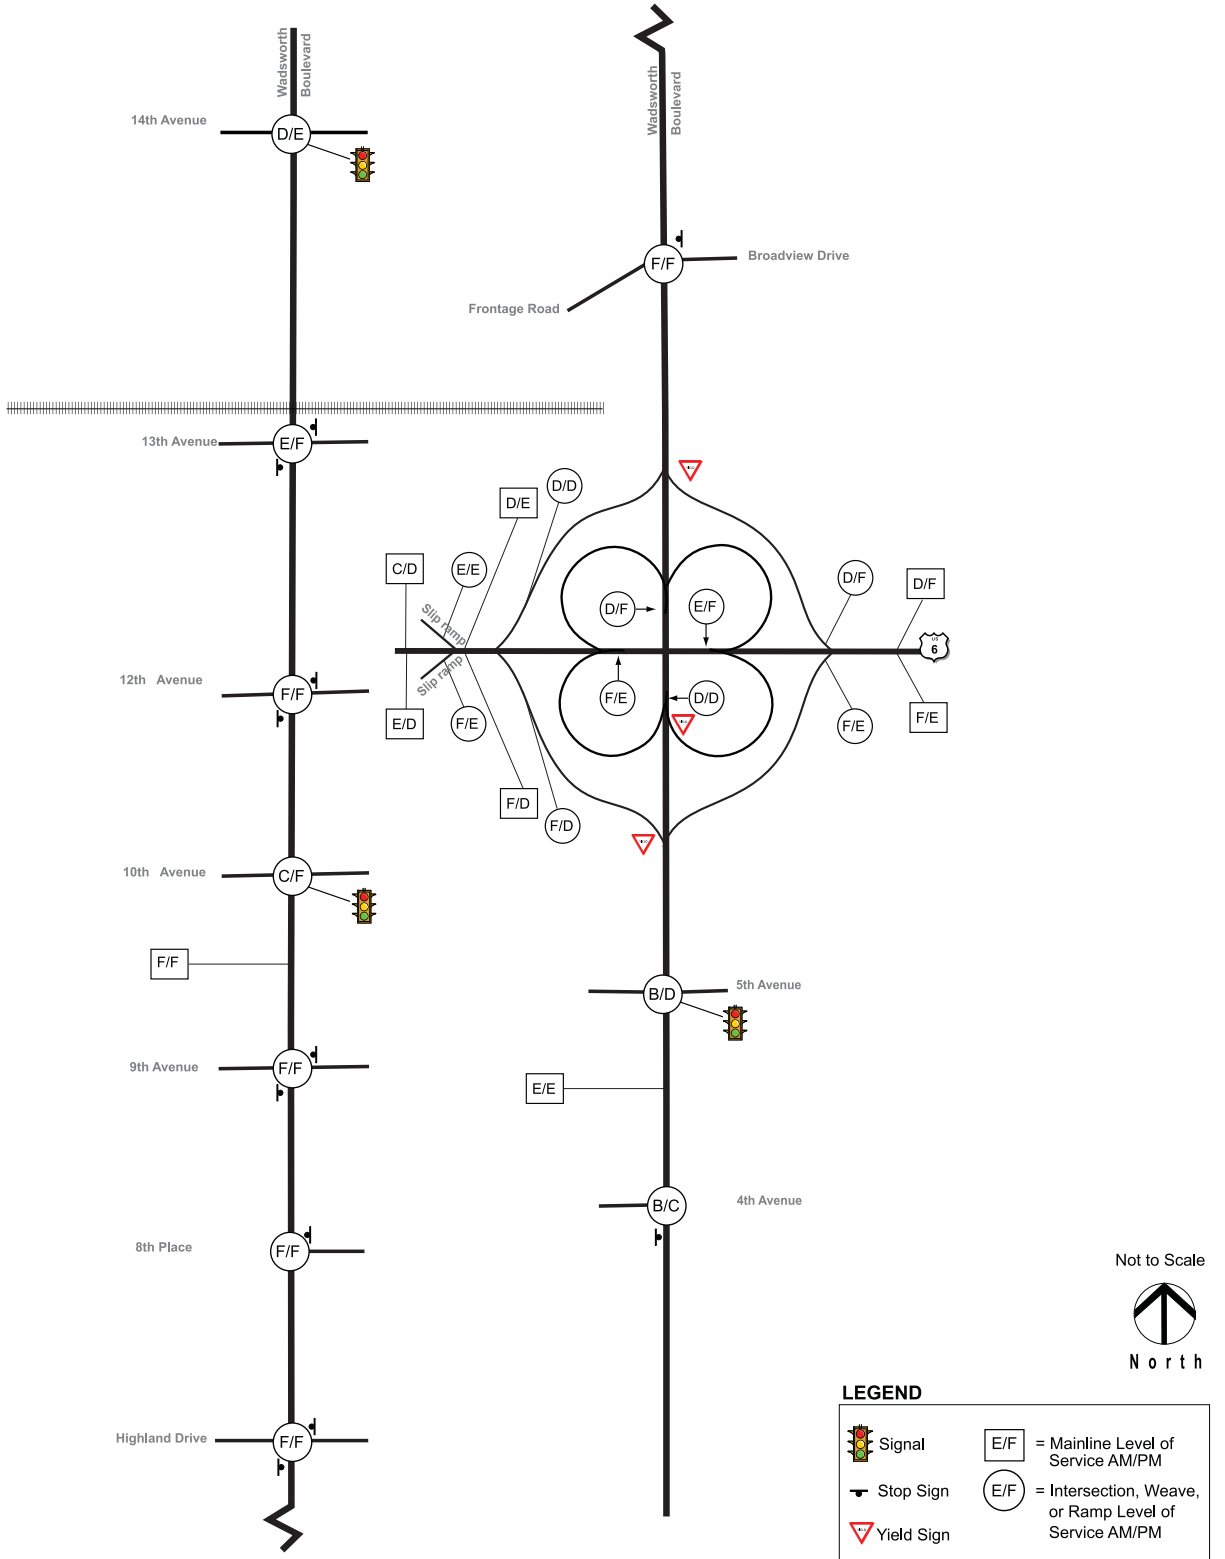 Wadsworth
Boulevard
14th Avenue
D/E
13th Avenue
E/F
12th Avenue
F/F
10th Avenue
C/F
F/F
9th Avenue
F/F
8th Place
F/F
Highland Drive
F/F
Wadsworth
Boulevard
F/F
Broadview Drive
Frontage Road
D/D
D/E
C/D
E/E
Slip ramp
Slip ramp
E/D
F/E
F/D
F/D
D/F
E/F
F/E
D/D
D/F
D/F
US
6
F/E
F/E
B/D
5th Avenue
E/E
B/C
4th Avenue
Not to Scale
North
LEGEND
Signal
Stop Sign
Yield Sign
E/F = Mainline Level of
Service AM/PM
E/F = Intersection, Weave,
or Ramp Level of
Service AM/PM